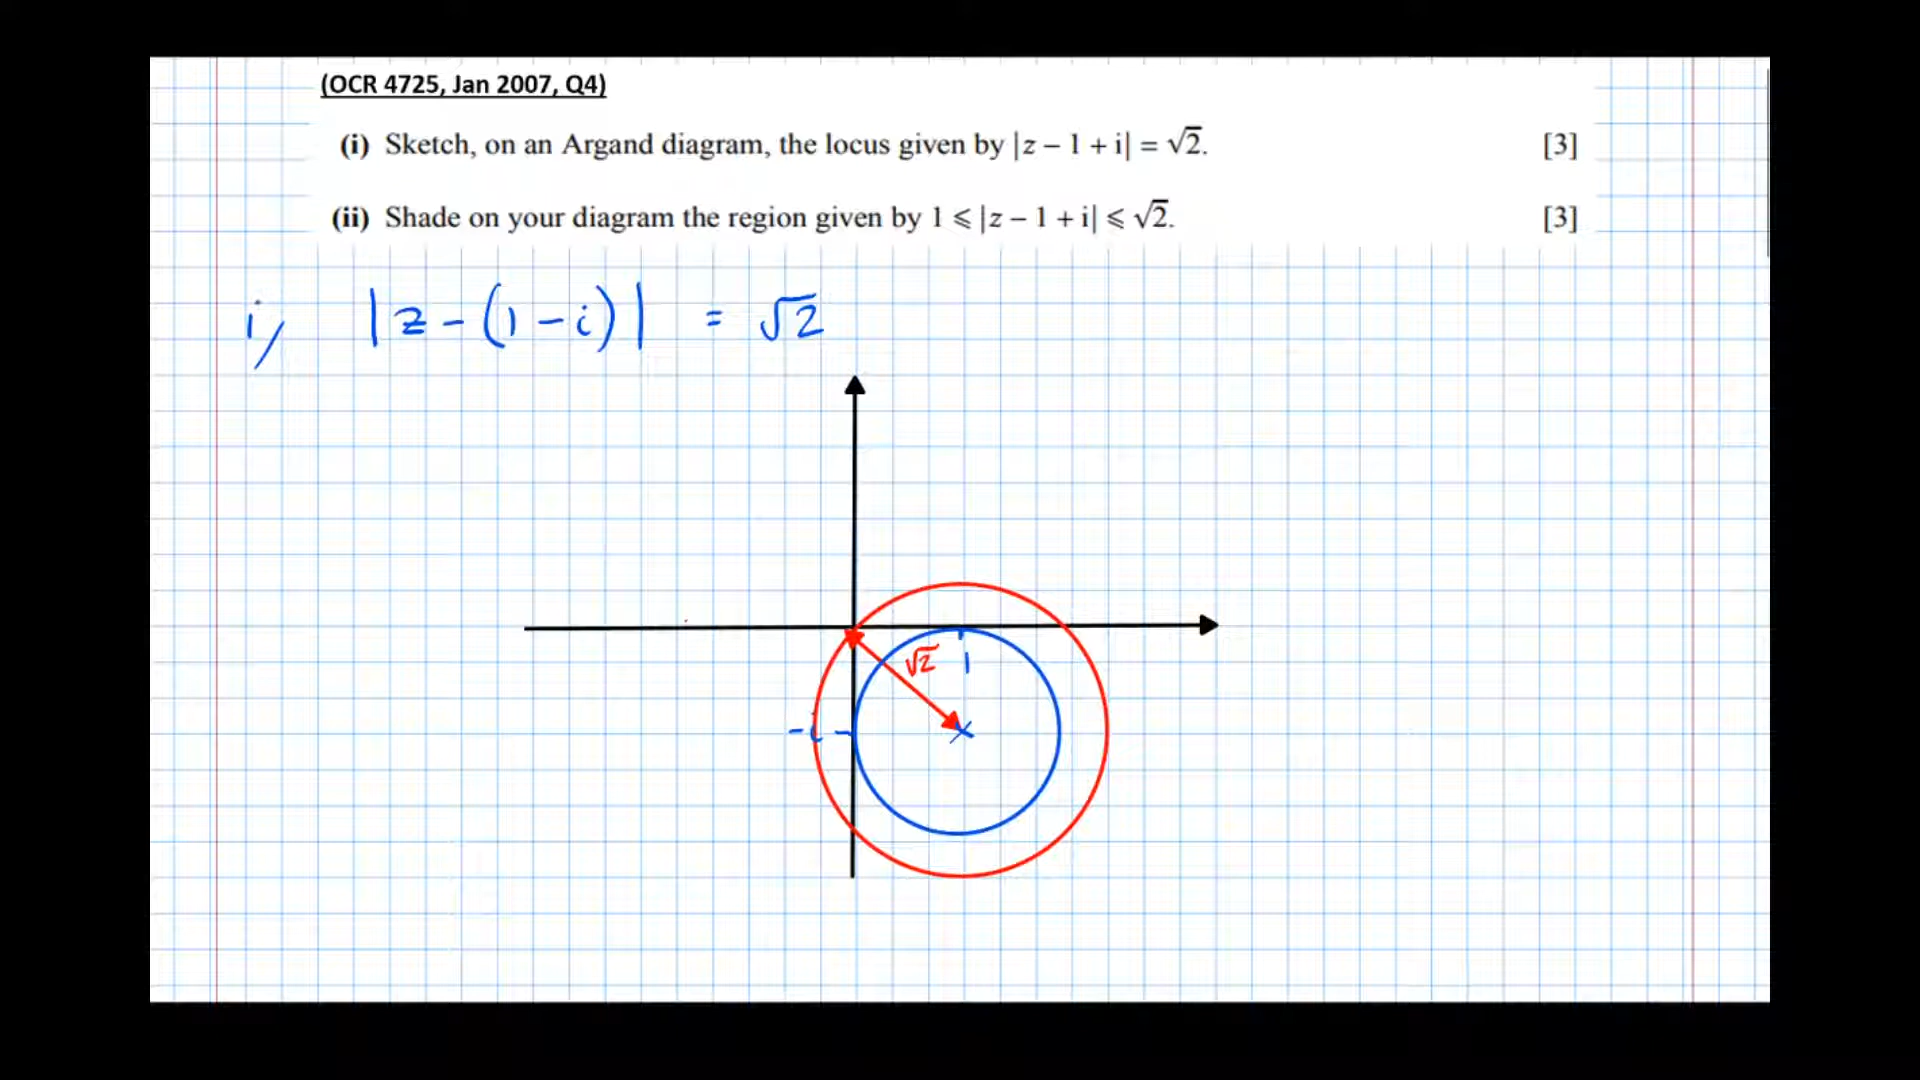 (OCR 4725, Jan 2007, Q4)
(i) Sketch, on an Argand diagram, the locus given by |z − 1 + i| = √2. [3]
(ii) Shade on your diagram the region given by 1 ⩽ |z − 1 + i| ⩽ √2. [3]
i/ |z - (1 - i)| = √2
√2 1
-i